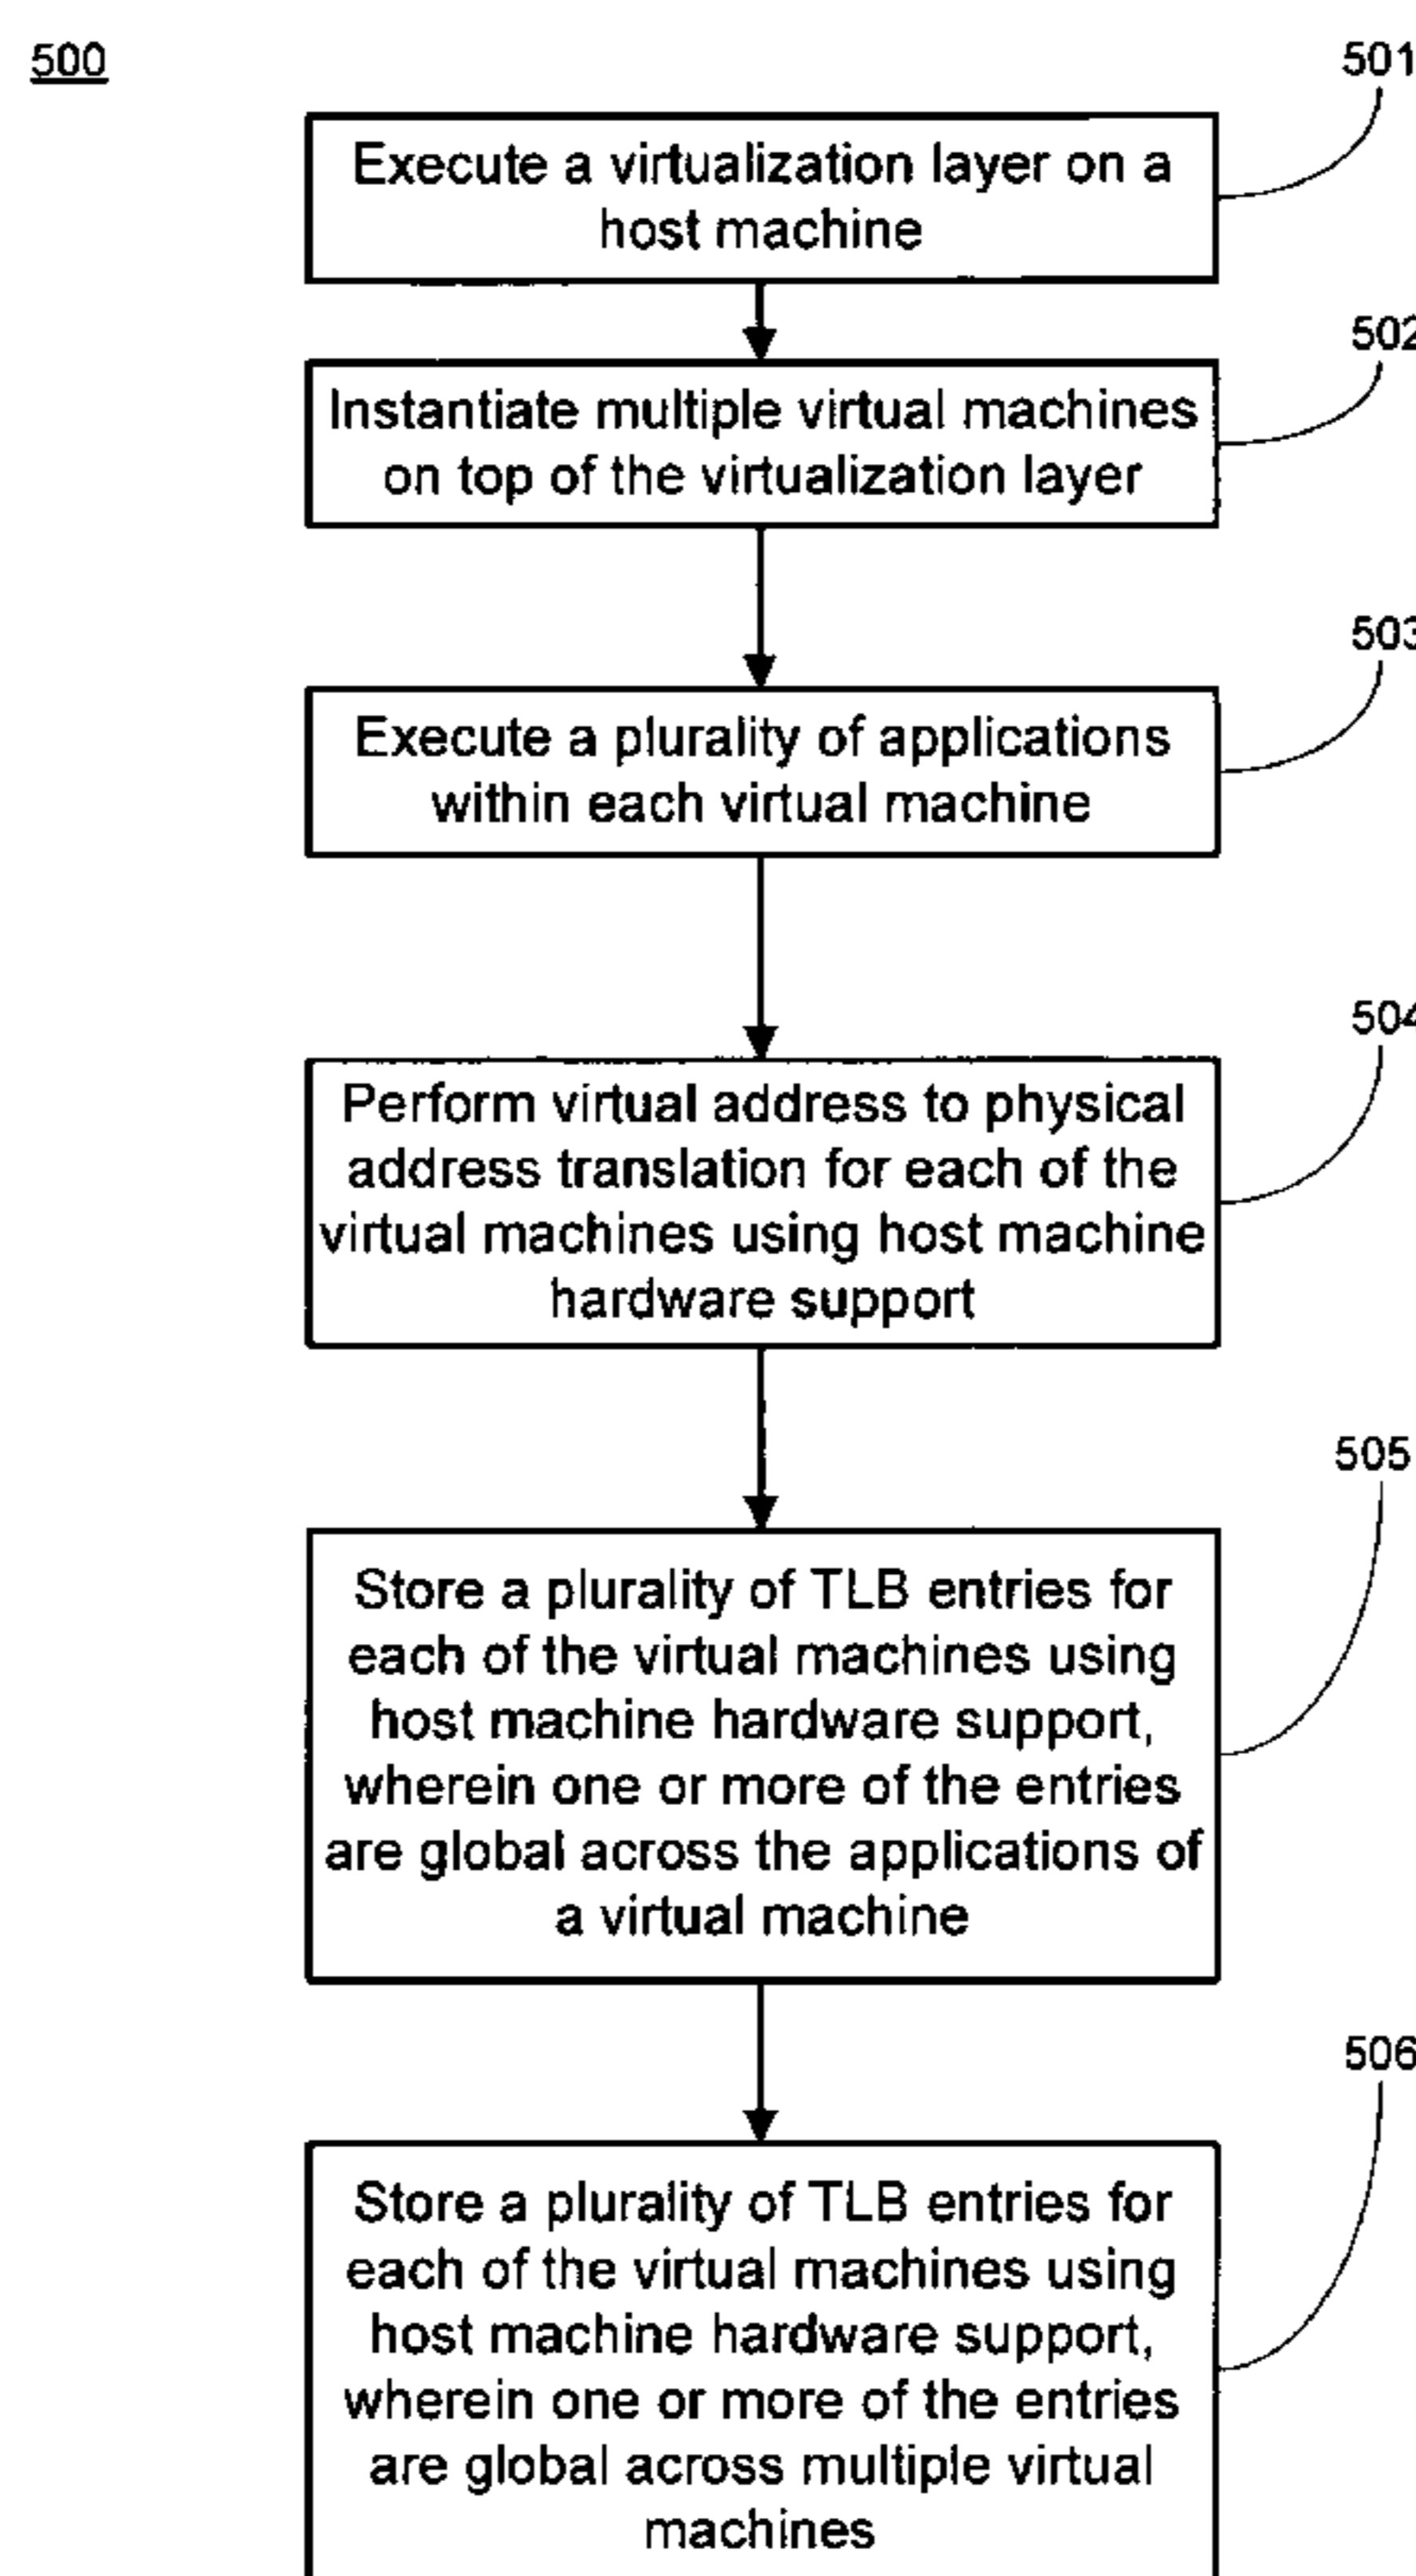 500
501
Execute a virtualization layer on a
host machine
502
Instantiate multiple virtual machines
on top of the virtualization layer
503
Execute a plurality of applications
within each virtual machine
504
Perform virtual address to physical
address translation for each of the
virtual machines using host machine
hardware support
505
Store a plurality of TLB entries for
each of the virtual machines using
host machine hardware support,
wherein one or more of the entries
are global across the applications of
a virtual machine
506
Store a plurality of TLB entries for
each of the virtual machines using
host machine hardware support,
wherein one or more of the entries
are global across multiple virtual
machines